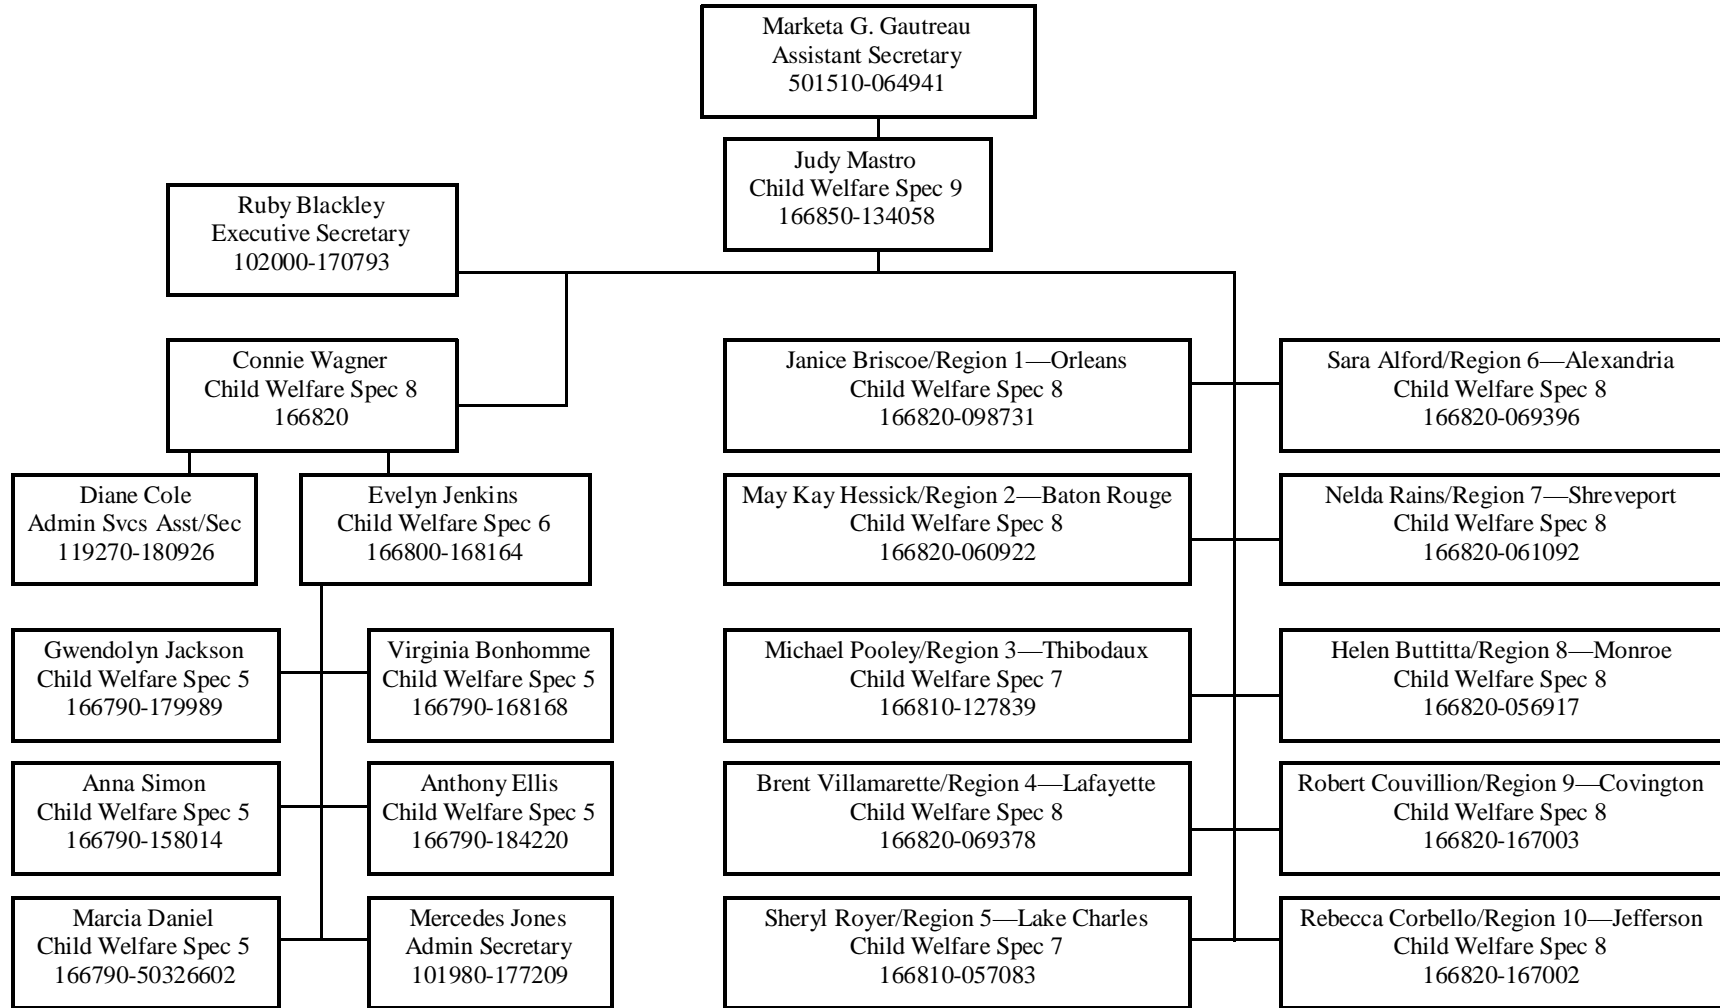 Marketa G. Gautreau
Assistant Secretary
501510-064941
Judy Mastro
Child Welfare Spec 9
166850-134058
Ruby Blackley
Executive Secretary
102000-170793
Connie Wagner
Child Welfare Spec 8
166820
Diane Cole
Admin Svcs Asst/Sec
119270-180926
Evelyn Jenkins
Child Welfare Spec 6
166800-168164
Gwendolyn Jackson
Child Welfare Spec 5
166790-179989
Virginia Bonhomme
Child Welfare Spec 5
166790-168168
Anna Simon
Child Welfare Spec 5
166790-158014
Anthony Ellis
Child Welfare Spec 5
166790-184220
Marcia Daniel
Child Welfare Spec 5
166790-50326602
Mercedes Jones
Admin Secretary
101980-177209
Janice Briscoe/Region 1—Orleans
Child Welfare Spec 8
166820-098731
Sara Alford/Region 6—Alexandria
Child Welfare Spec 8
166820-069396
May Kay Hessick/Region 2—Baton Rouge
Child Welfare Spec 8
166820-060922
Nelda Rains/Region 7—Shreveport
Child Welfare Spec 8
166820-061092
Michael Pooley/Region 3—Thibodaux
Child Welfare Spec 7
166810-127839
Helen Buttitta/Region 8—Monroe
Child Welfare Spec 8
166820-056917
Brent Villamarette/Region 4—Lafayette
Child Welfare Spec 8
166820-069378
Robert Couvillion/Region 9—Covington
Child Welfare Spec 8
166820-167003
Sheryl Royer/Region 5—Lake Charles
Child Welfare Spec 7
166810-057083
Rebecca Corbello/Region 10—Jefferson
Child Welfare Spec 8
166820-167002